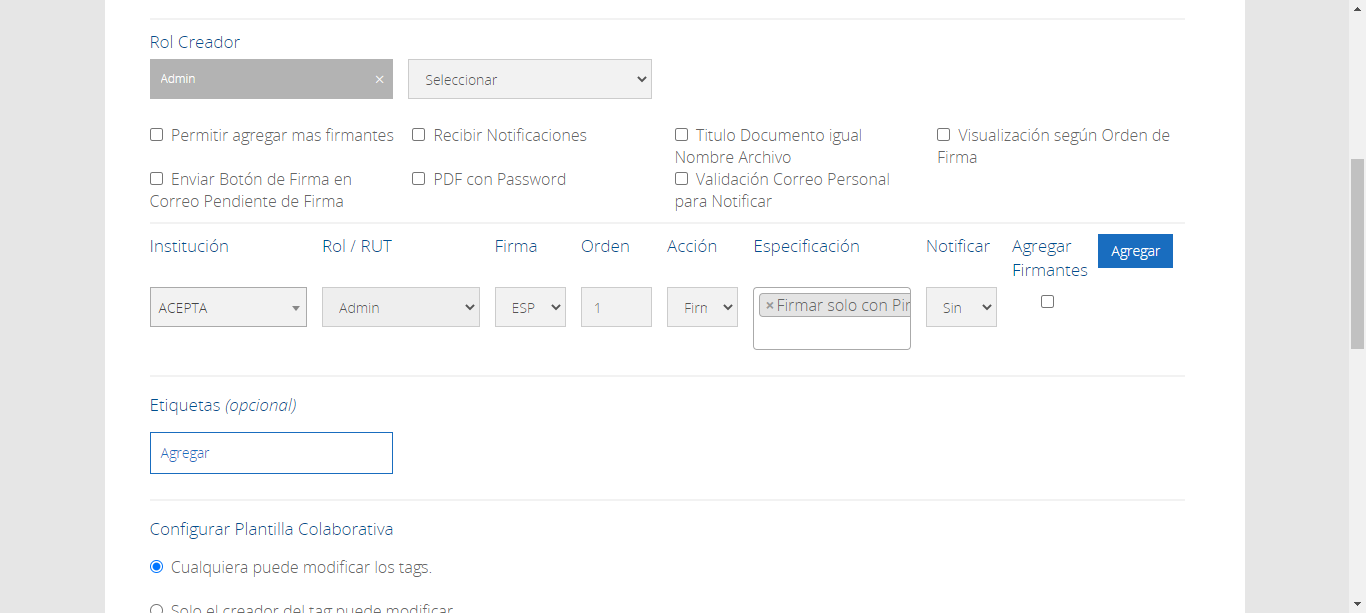 Rol Creador
Admin ×
Seleccionar
Permitir agregar mas firmantes
Recibir Notificaciones
Titulo Documento igual
Nombre Archivo
Visualización según Orden de
Firma
Enviar Botón de Firma en
Correo Pendiente de Firma
PDF con Password
Validación Correo Personal
para Notificar
Institución Rol / RUT Firma Orden Acción Especificación Notificar Agregar
Firmantes
Agregar
ACEPTA Admin ESP 1 Firn ×Firmar solo con Pin Sin
Etiquetas (opcional)
Agregar
Configurar Plantilla Colaborativa
Cualquiera puede modificar los tags.
Solo el creador del tag puede modificar